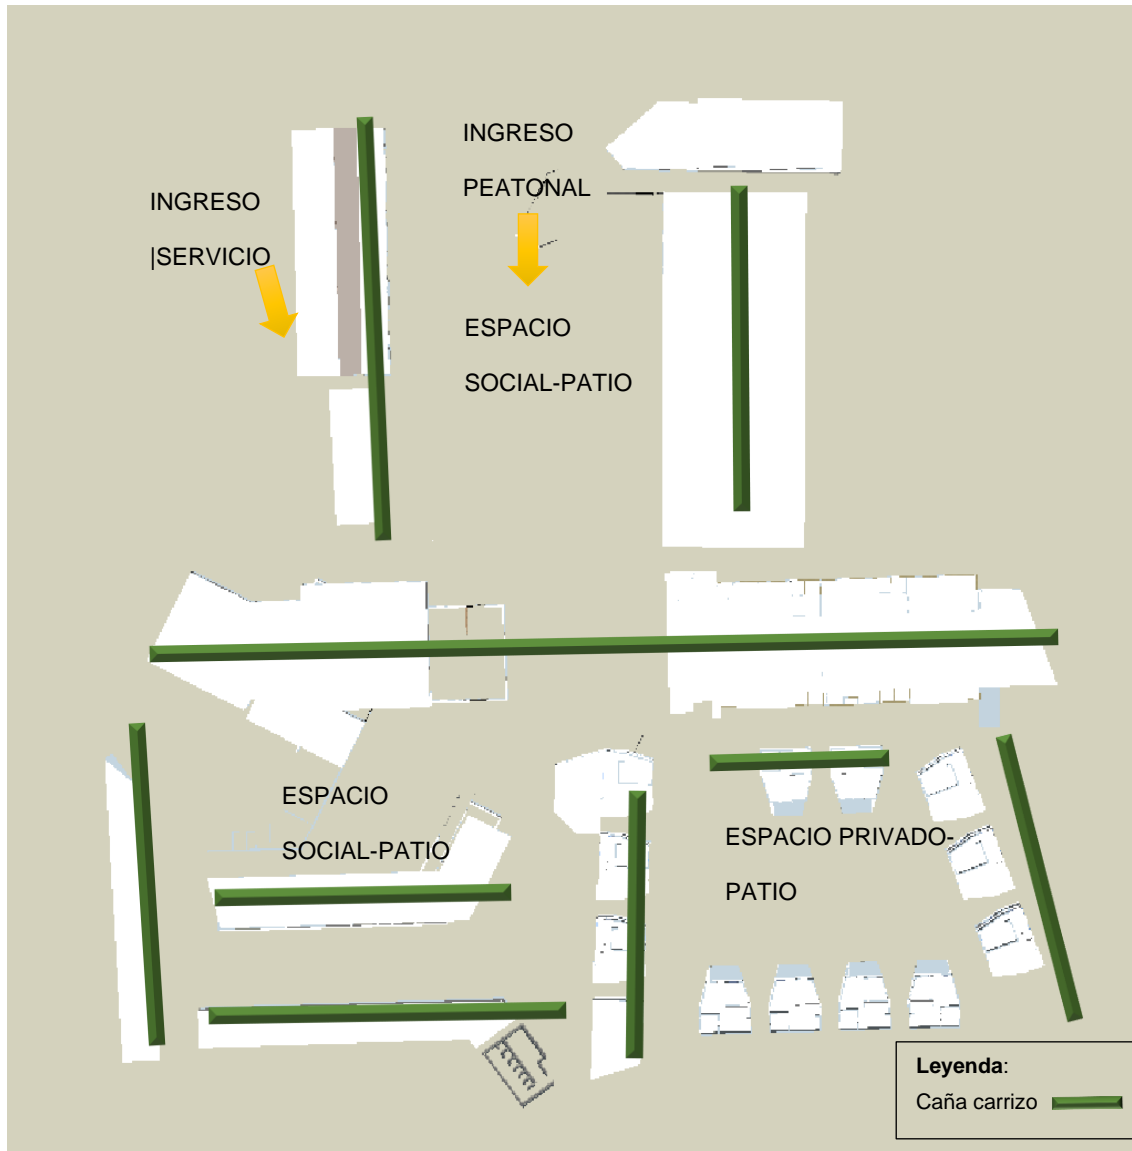 INGRESO
|SERVICIO
INGRESO
PEATONAL
ESPACIO
SOCIAL-PATIO
ESPACIO
SOCIAL-PATIO
ESPACIO PRIVADO-
PATIO
Leyenda:
Caña carrizo